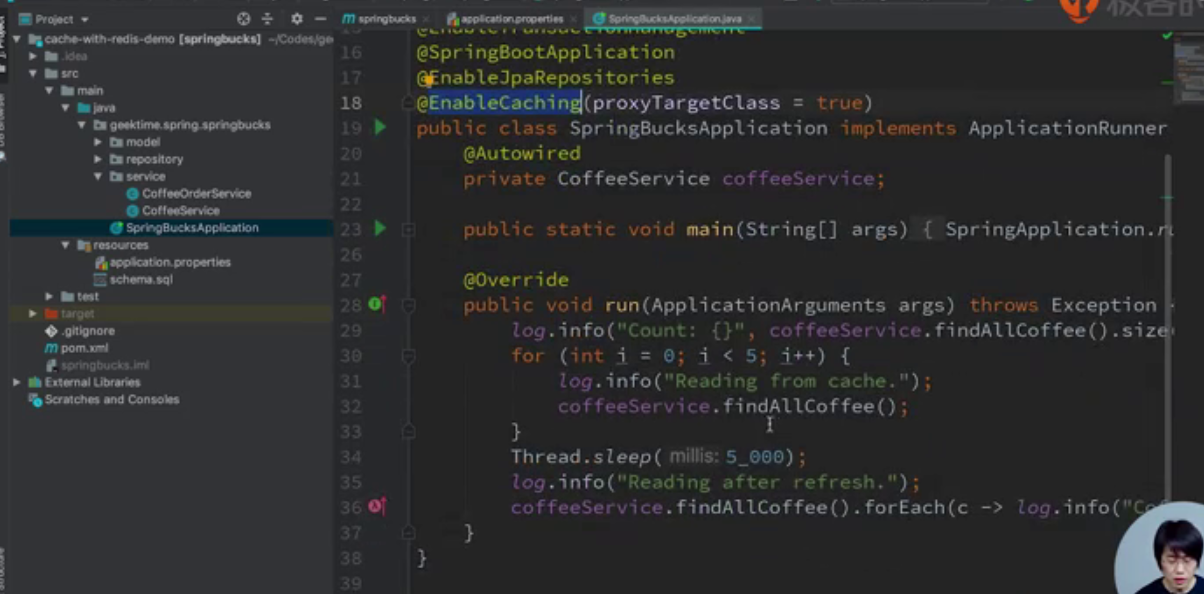 Project
springbucks
application.properties
SpringBucksApplication.java
cache-with-redis-demo [springbucks] ~/Codes/gee
.idea
src
main
java
geektime.spring.springbucks
model
repository
service
CoffeeOrderService
CoffeeService
SpringBucksApplication
resources
application.properties
schema.sql
test
target
.gitignore
pom.xml
springbucks.iml
External Libraries
Scratches and Consoles
@EnableTransactionManagement
16 @SpringBootApplication
17 @EnableJpaRepositories
18 @EnableCaching(proxyTargetClass = true)
19 public class SpringBucksApplication implements ApplicationRunner
20 @Autowired
21 private CoffeeService coffeeService;
22
23 public static void main(String[] args) { SpringApplication.ru
26
27 @Override
28 public void run(ApplicationArguments args) throws Exception
29 log.info("Count: {}", coffeeService.findAllCoffee().size
30 for (int i = 0; i < 5; i++) {
31 log.info("Reading from cache.");
32 coffeeService.findAllCoffee();
33 }
34 Thread.sleep( millis: 5_000);
35 log.info("Reading after refresh.");
36 coffeeService.findAllCoffee().forEach(c -> log.info("Co
37 }
38 }
39